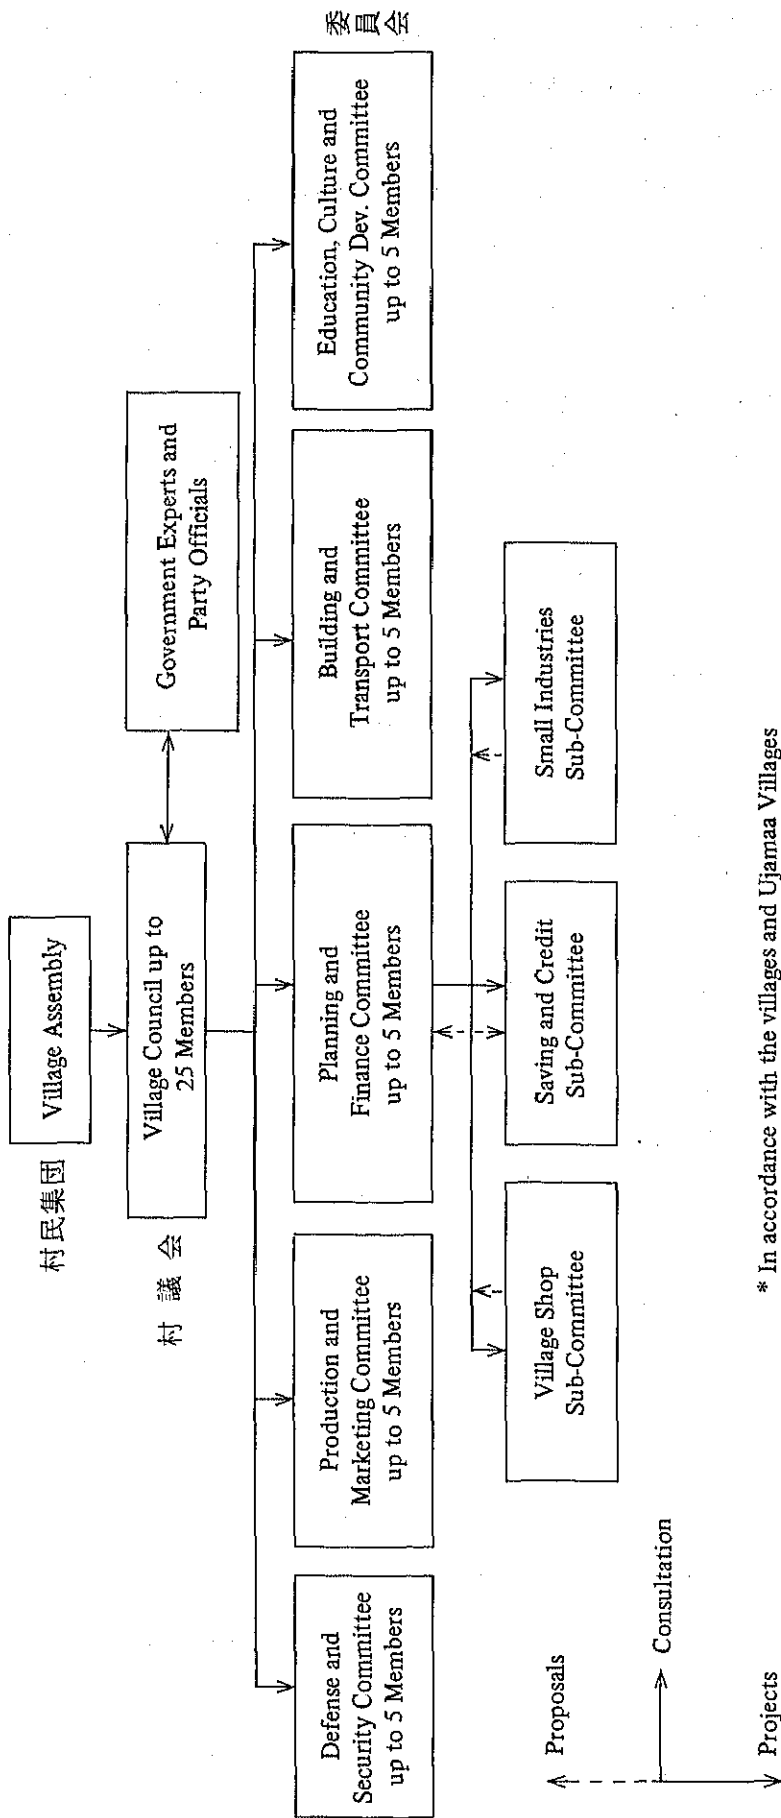 村民集団
Village Assembly
村議会
Village Council up to
25 Members
Government Experts and
Party Officials
委員会
Defense and
Security Committee
up to 5 Members
Production and
Marketing Committee
up to 5 Members
Planning and
Finance Committee
up to 5 Members
Building and
Transport Committee
up to 5 Members
Education, Culture and
Community Dev. Committee
up to 5 Members
Village Shop
Sub-Committee
Saving and Credit
Sub-Committee
Small Industries
Sub-Committee
Proposals
Consultation
Projects
* In accordance with the villages and Ujamaa Villages